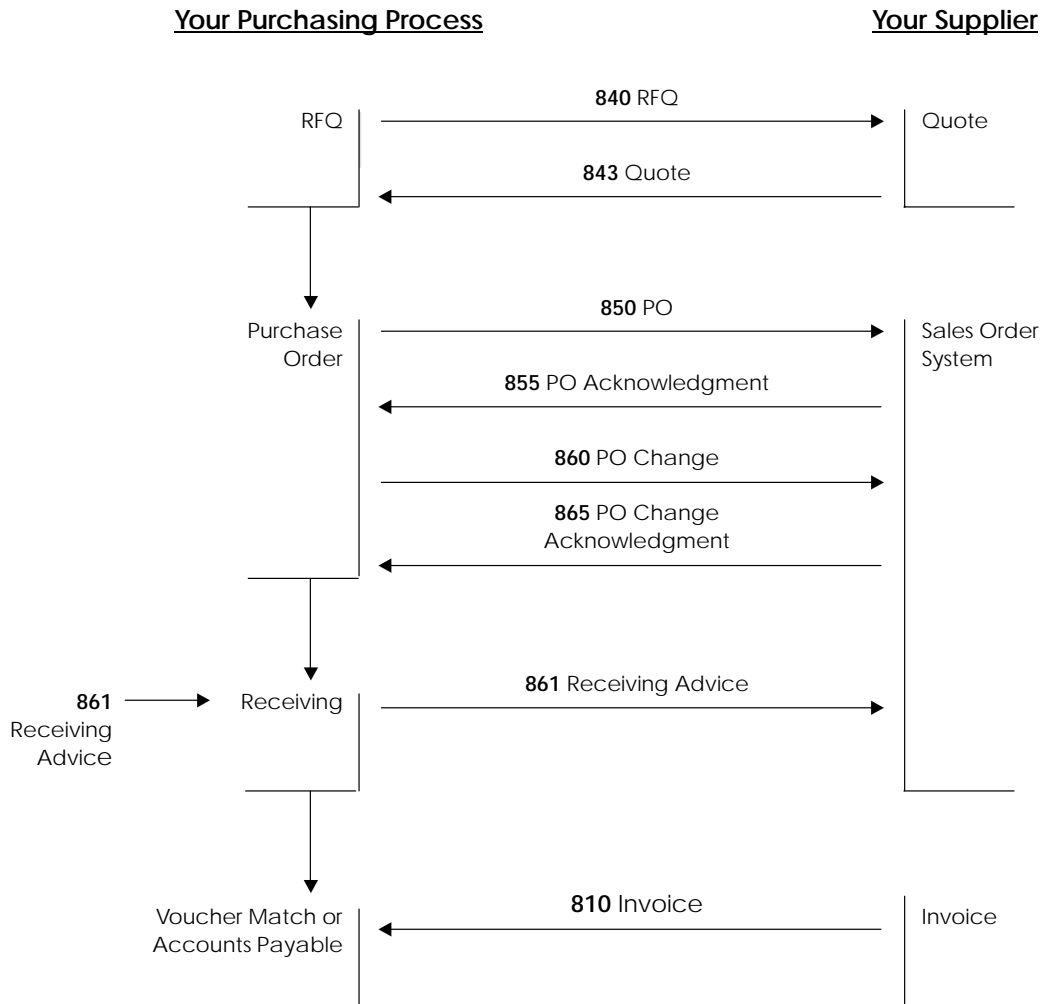 Your Purchasing Process
Your Supplier
840 RFQ
RFQ
Quote
843 Quote
850 PO
Purchase
Order
Sales Order
System
855 PO Acknowledgment
860 PO Change
865 PO Change
Acknowledgment
861
Receiving
Advice
Receiving
861 Receiving Advice
810 Invoice
Voucher Match or
Accounts Payable
Invoice